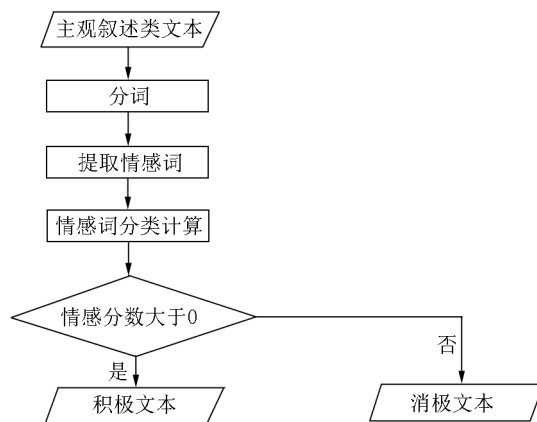 主观叙述类文本
分词
提取情感词
情感词分类计算
情感分数大于0
否
是
积极文本
消极文本